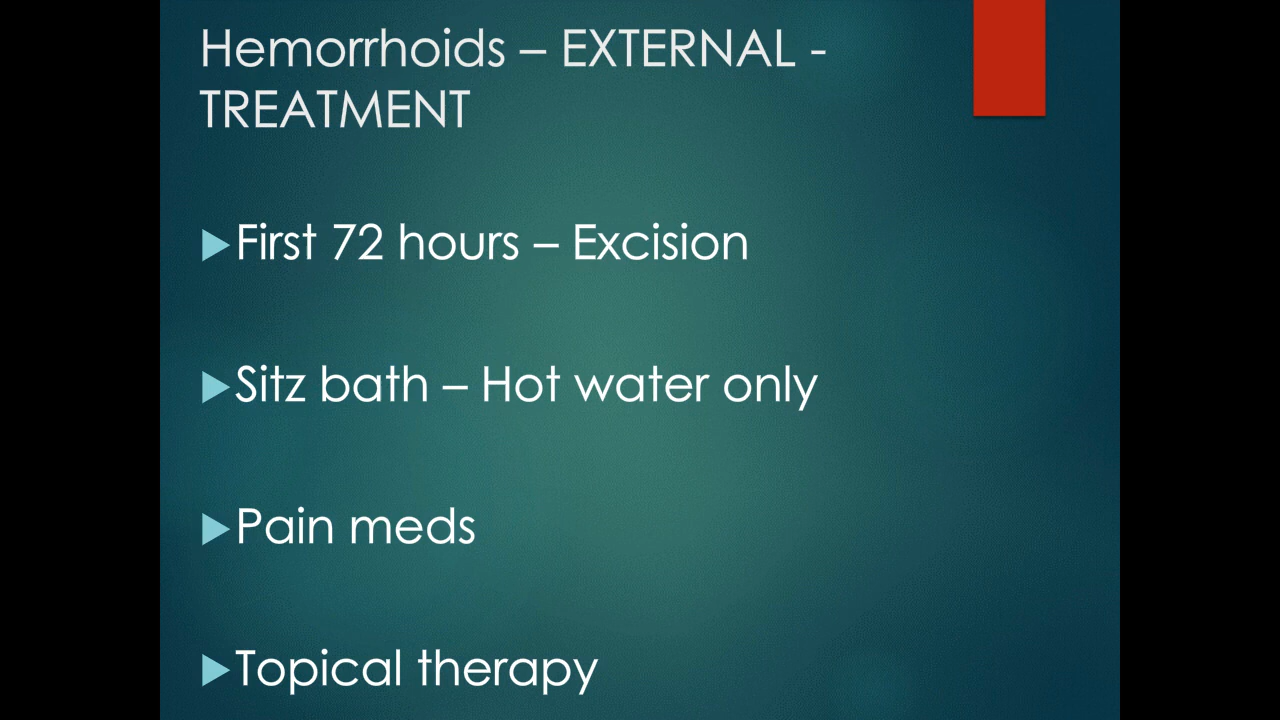 Hemorrhoids – EXTERNAL -
TREATMENT
First 72 hours – Excision
Sitz bath – Hot water only
Pain meds
Topical therapy